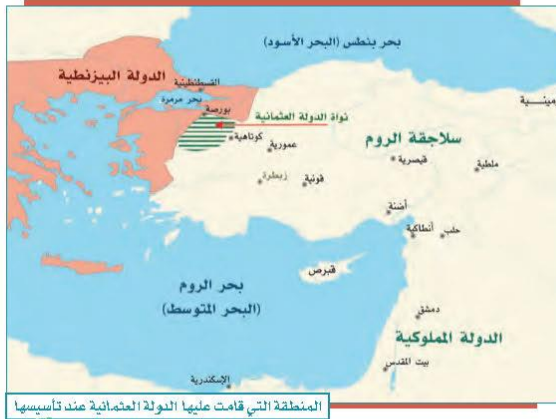 بحر بنطس (البحر الأسود)
الدولة البيزنطية
القسطنطينية
بحر مرمرة
بورصة
نواة الدولة العثمانية
كوتاهية
عمورية
سلاجقة الروم
قيصرية
ملطية
مينية
زبطرة
قونية
أضنة
أنطاكية
حلب
قبرص
بحر الروم
(البحر المتوسط)
دمشق
الدولة المملوكية
بيت المقدس
الإسكندرية
المنطقة التي قامت عليها الدولة العثمانية عند تأسيسها